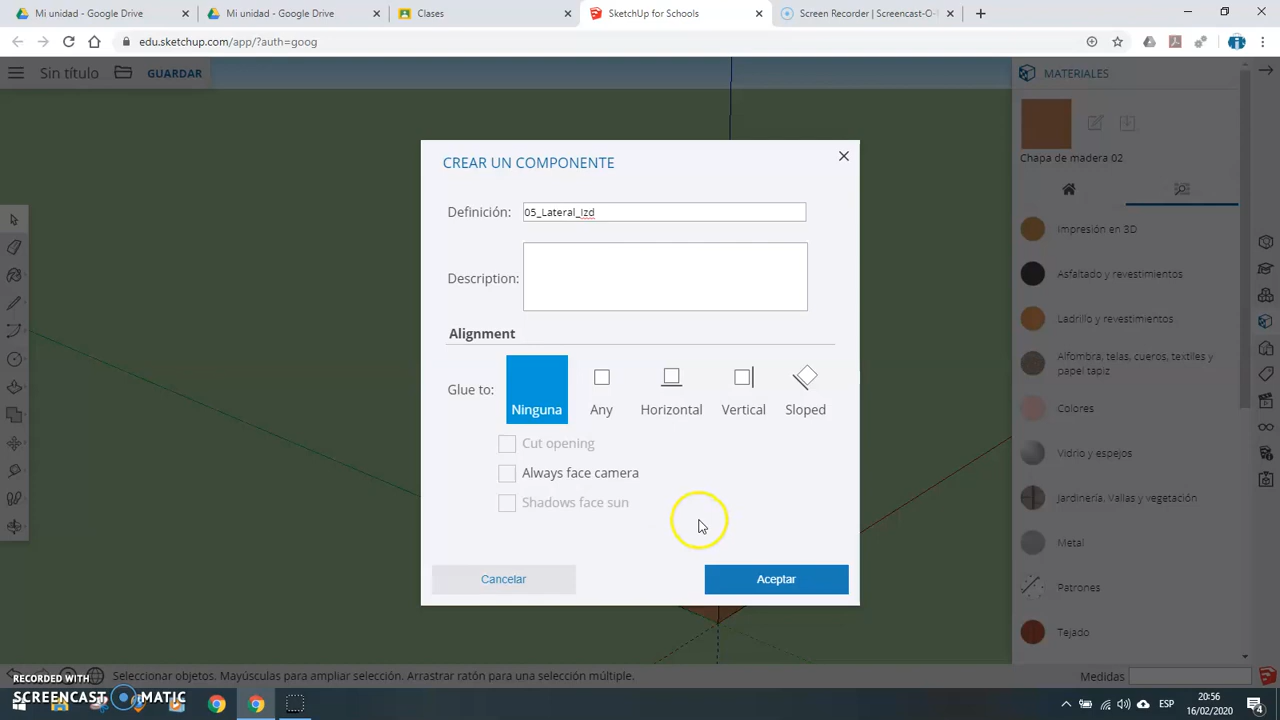 Mi unidad - Google Drive
Mi unidad - Google Drive
Clases
SketchUp for Schools
Screen Recorder | Screencast-O-
edu.sketchup.com/app/?auth=goog
Sin título
GUARDAR
MATERIALES
Chapa de madera 02
CREAR UN COMPONENTE
Definición:
05_Lateral_Izd
Description:
Alignment
Glue to:
Ninguna
Any
Horizontal
Vertical
Sloped
Cut opening
Always face camera
Shadows face sun
Cancelar
Aceptar
Impresión en 3D
Asfaltado y revestimientos
Ladrillo y revestimientos
Alfombra, telas, cueros, textiles y
papel tapiz
Colores
Vidrio y espejos
Jardinería. Vallas y vegetación
Metal
Patrones
Tejado
Seleccionar objetos. Mayúsculas para ampliar selección. Arrastrar ratón para una selección múltiple.
Medidas
RECORDED WITH
SCREENCAST MATIC
ESP
20:56
16/02/2020
4